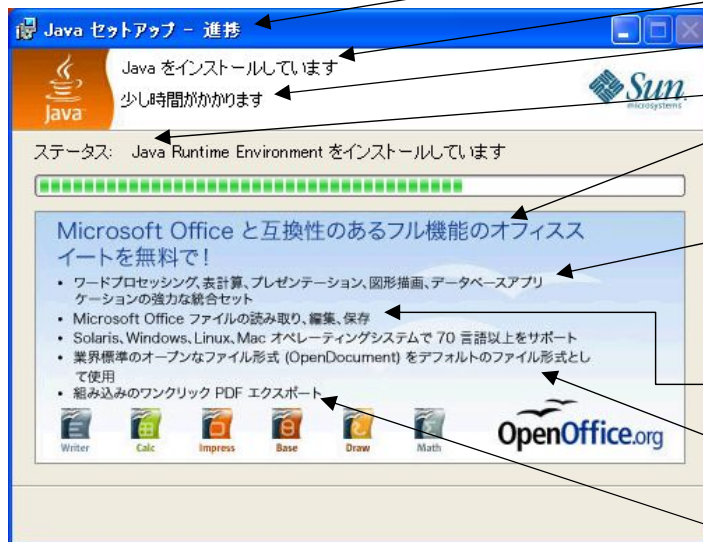 Java セットアップ - 進捗
Java をインストールしています
少し時間がかかります
Java
Sun
microsystems
ステータス: Java Runtime Environment をインストールしています
Microsoft Office と互換性のあるフル機能のオフィスス
イートを無料で！
• ワードプロセッシング、表計算、プレゼンテーション、図形描画、データベースアプリ
ケーションの強力な統合セット
• Microsoft Office ファイルの読み取り、編集、保存
• Solaris、Windows、Linux、Mac オペレーティングシステムで 70 言語以上をサポート
• 業界標準のオープンなファイル形式 (OpenDocument) をデフォルトのファイル形式とし
て使用
• 組み込みのワンクリック PDF エクスポート
Writer Calc Impress Base Draw Math
OpenOffice.org